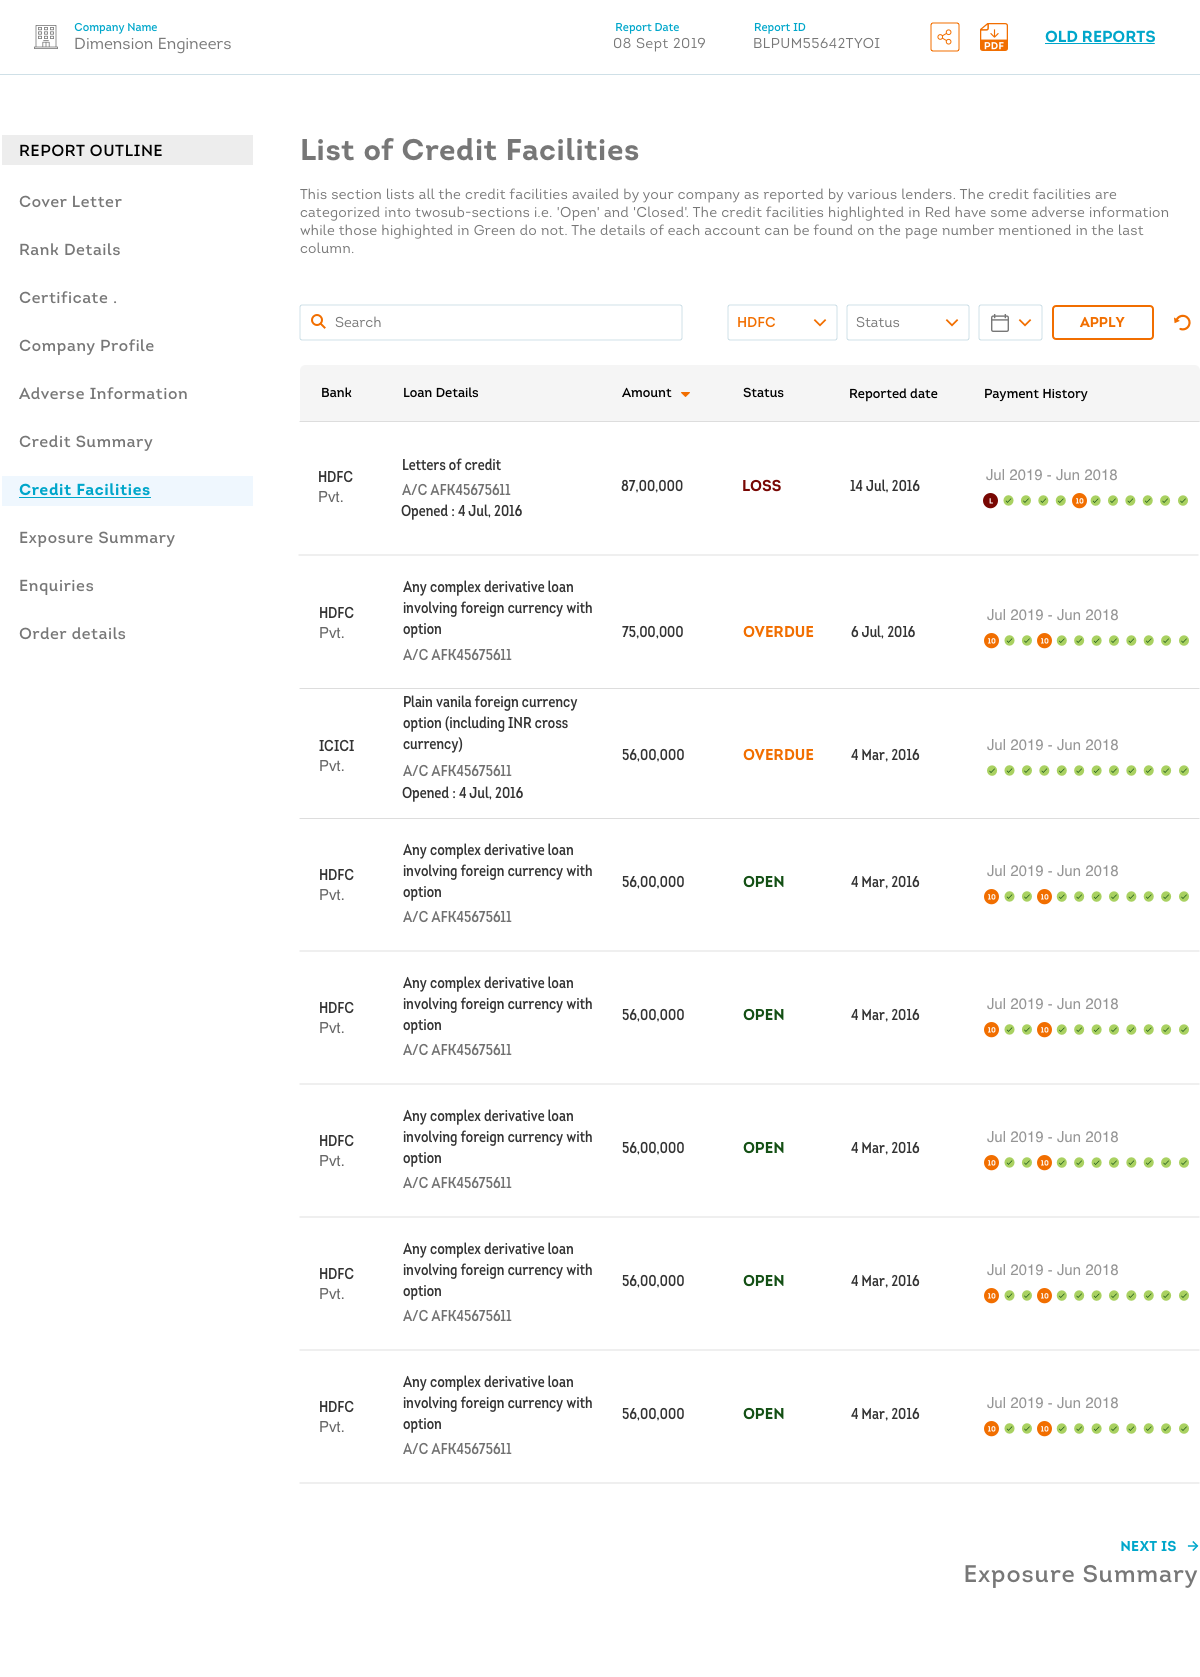 Company Name
Dimension Engineers
Report Date
08 Sept 2019
Report ID
BLPUM55642TYOI
PDF
OLD REPORTS
REPORT OUTLINE
Cover Letter
Rank Details
Certificate .
Company Profile
Adverse Information
Credit Summary
Credit Facilities
Exposure Summary
Enquiries
Order details
List of Credit Facilities
This section lists all the credit facilities availed by your company as reported by various lenders. The credit facilities are
categorized into twosub-sections i.e. 'Open' and 'Closed'. The credit facilities highlighted in Red have some adverse information
while those highighted in Green do not. The details of each account can be found on the page number mentioned in the last
column.
Search
HDFC
Status
APPLY
Bank Loan Details Amount Status Reported date Payment History
HDFC
Pvt.
Letters of credit
A/C AFK45675611
Opened : 4 Jul, 2016
87,00,000
LOSS
14 Jul, 2016
Jul 2019 - Jun 2018
L 10
HDFC
Pvt.
Any complex derivative loan
involving foreign currency with
option
A/C AFK45675611
75,00,000
OVERDUE
6 Jul, 2016
Jul 2019 - Jun 2018
10 10
ICICI
Pvt.
Plain vanila foreign currency
option (including INR cross
currency)
A/C AFK45675611
Opened : 4 Jul, 2016
56,00,000
OVERDUE
4 Mar, 2016
Jul 2019 - Jun 2018
HDFC
Pvt.
Any complex derivative loan
involving foreign currency with
option
A/C AFK45675611
56,00,000
OPEN
4 Mar, 2016
Jul 2019 - Jun 2018
10 10
HDFC
Pvt.
Any complex derivative loan
involving foreign currency with
option
A/C AFK45675611
56,00,000
OPEN
4 Mar, 2016
Jul 2019 - Jun 2018
10 10
HDFC
Pvt.
Any complex derivative loan
involving foreign currency with
option
A/C AFK45675611
56,00,000
OPEN
4 Mar, 2016
Jul 2019 - Jun 2018
10 10
HDFC
Pvt.
Any complex derivative loan
involving foreign currency with
option
A/C AFK45675611
56,00,000
OPEN
4 Mar, 2016
Jul 2019 - Jun 2018
10 10
HDFC
Pvt.
Any complex derivative loan
involving foreign currency with
option
A/C AFK45675611
56,00,000
OPEN
4 Mar, 2016
Jul 2019 - Jun 2018
10 10
NEXT IS →
Exposure Summary